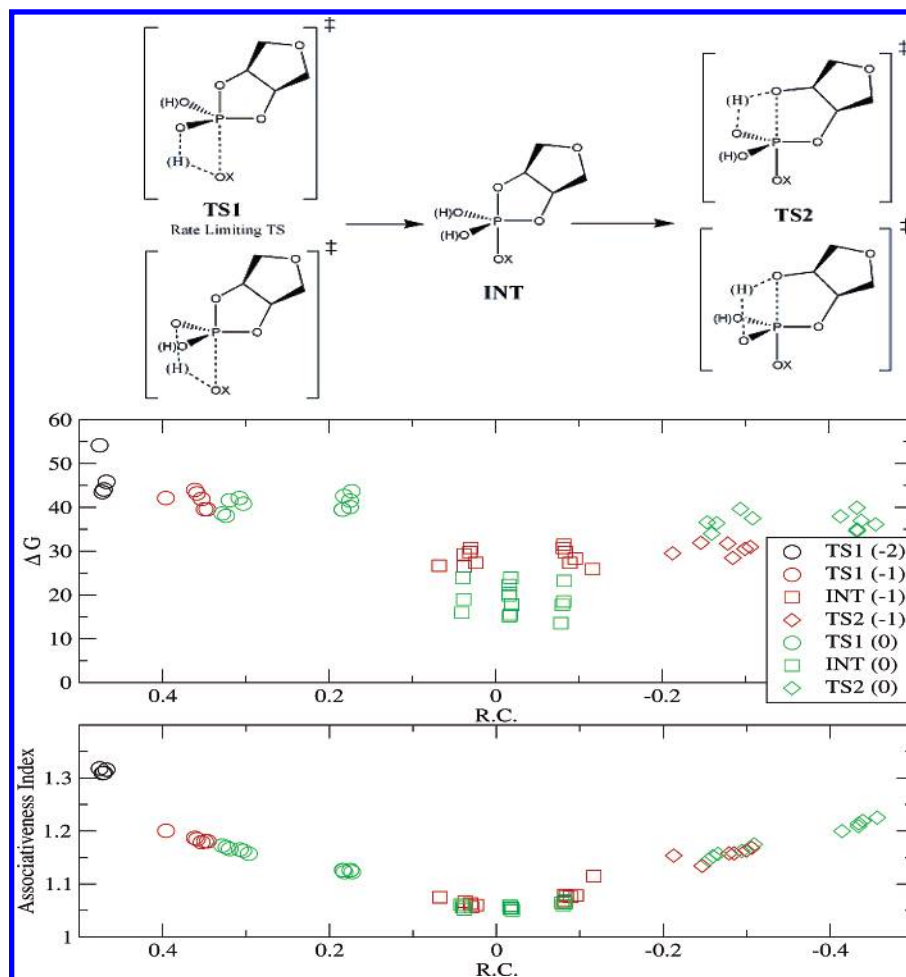 ‡
O
O
(H)O
P
O
O
(H)
OX
TS1
Rate Limiting TS
‡
O
O
O
P
O
(H)O
(H)
OX
O
O
(H)O
P
O
(H)O
OX
INT
‡
O
O
(H)
O
P
O
(H)O
OX
TS2
‡
O
O
(H)
(H)O
P
O
O
OX
ΔG
60
50
40
30
20
10
0
0.4 0.2 0 -0.2
R.C.
TS1 (-2)
TS1 (-1)
INT (-1)
TS2 (-1)
TS1 (0)
INT (0)
TS2 (0)
Associativeness Index
1.3
1.2
1.1
1
0.4 0.2 0 -0.2 -0.4
R.C.